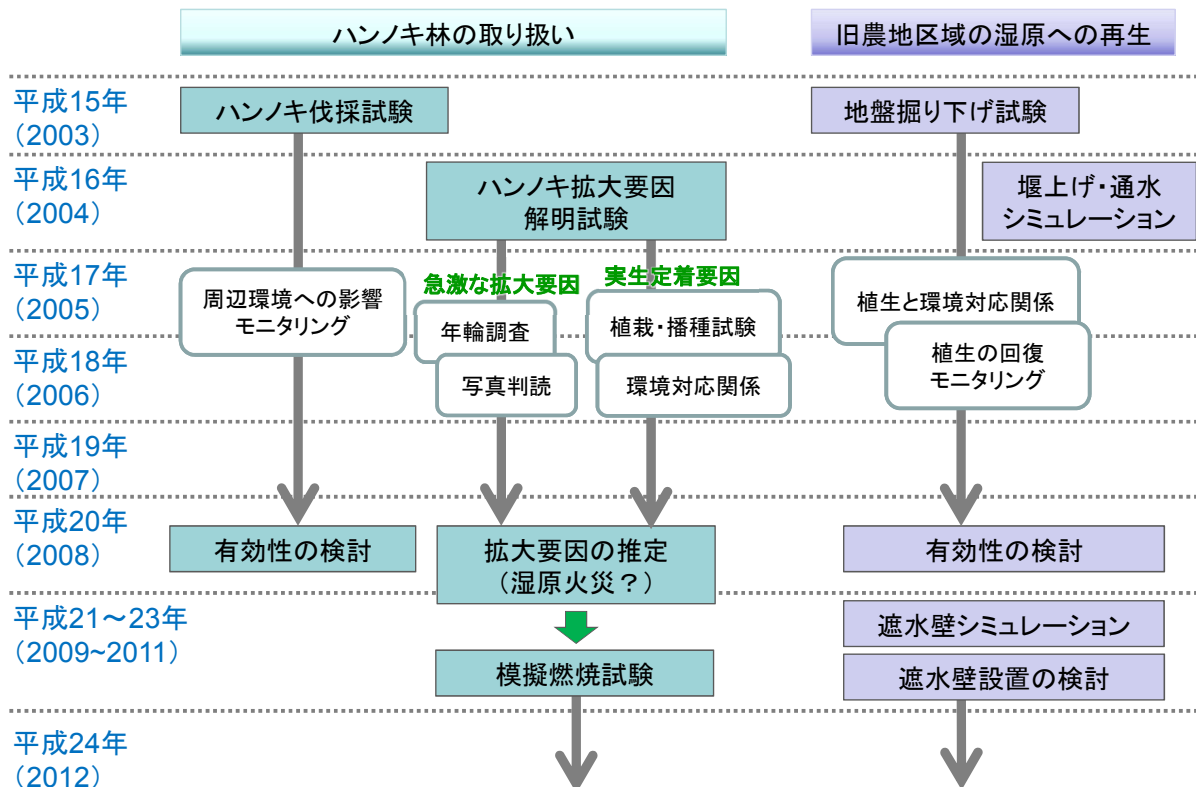 ハンノキ林の取り扱い
旧農地区域の湿原への再生
平成15年
（2003）
ハンノキ伐採試験
地盤掘り下げ試験
平成16年
（2004）
ハンノキ拡大要因
解明試験
堰上げ・通水
シミュレーション
平成17年
（2005）
周辺環境への影響
モニタリング
急激な拡大要因
年輪調査
実生定着要因
植栽・播種試験
植生と環境対応関係
平成18年
（2006）
写真判読
環境対応関係
植生の回復
モニタリング
平成19年
（2007）
平成20年
（2008）
有効性の検討
拡大要因の推定
（湿原火災？）
有効性の検討
平成21～23年
（2009~2011）
模擬燃焼試験
遮水壁シミュレーション
遮水壁設置の検討
平成24年
（2012）